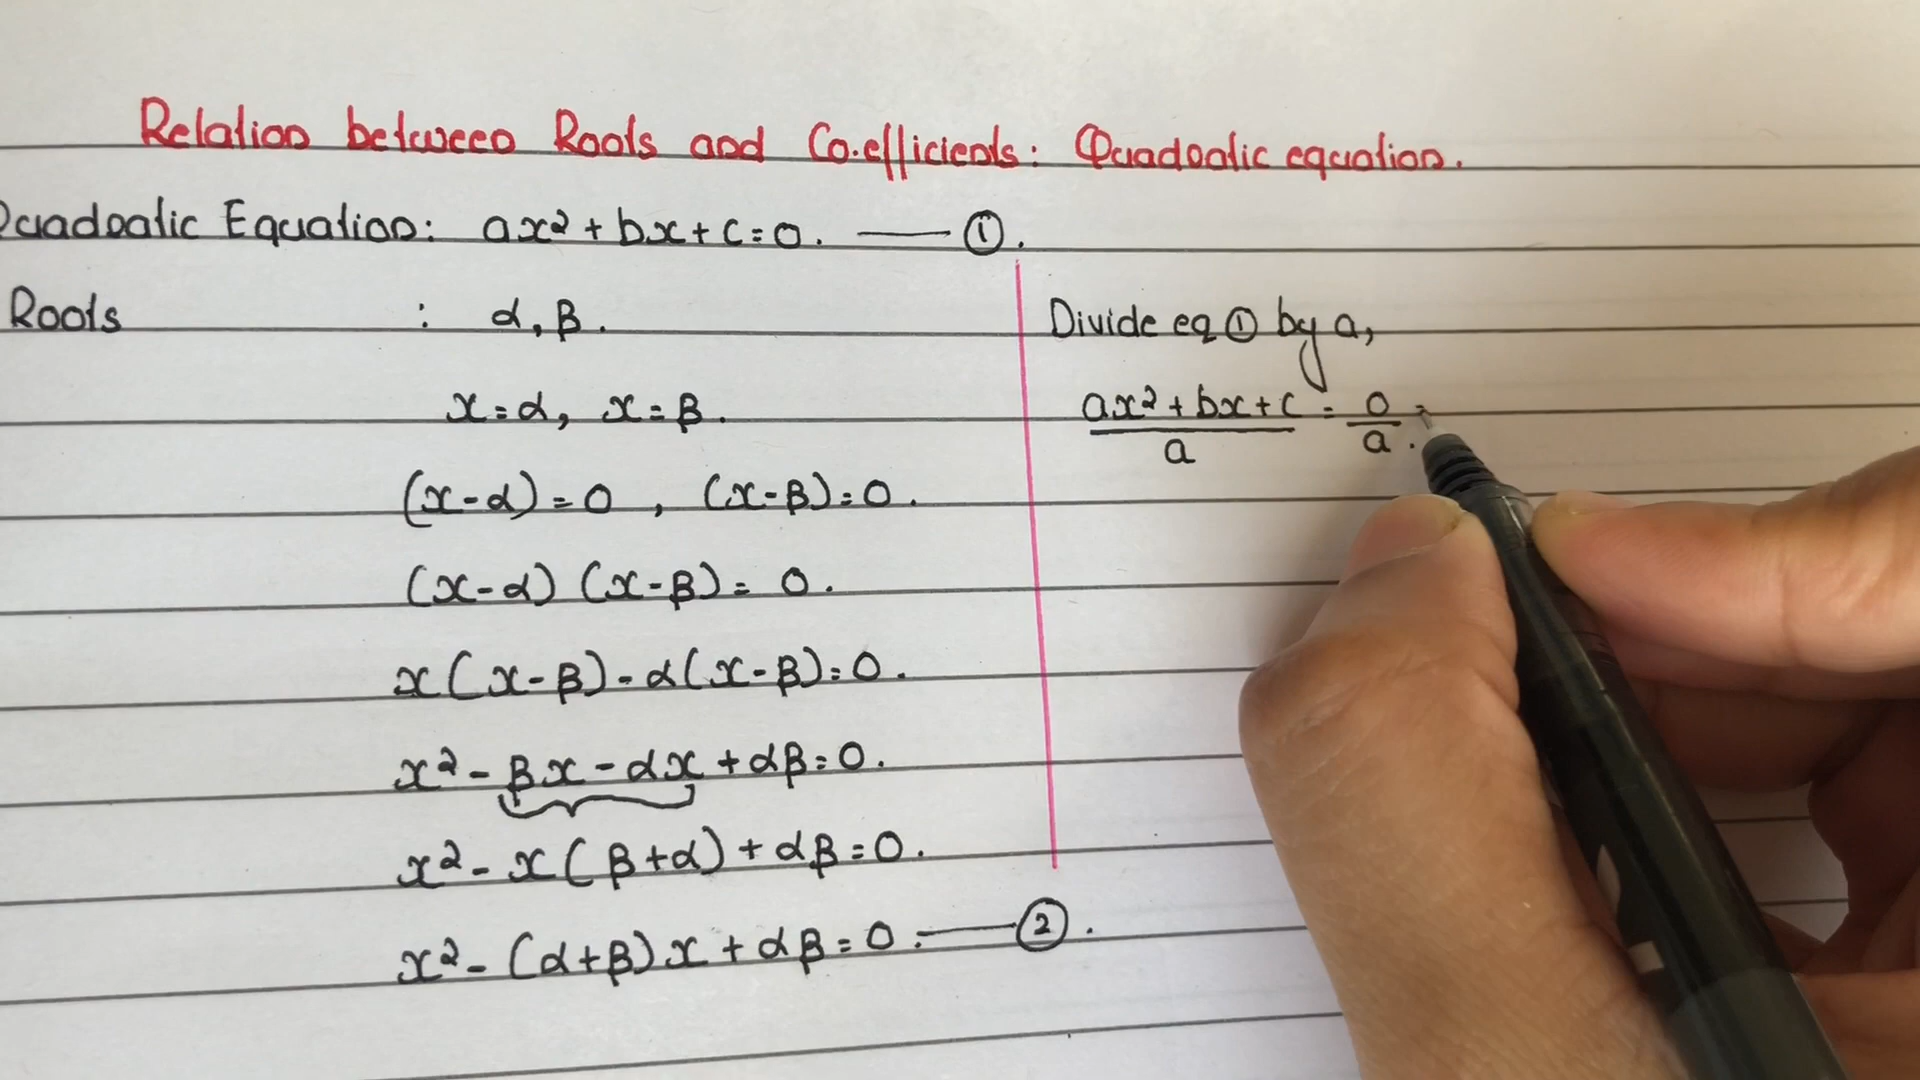 Relation between Roots and Co.efficients: Quadratic equation.
Quadratic Equation: ax² + bx + c = 0. —— ①.
Roots : α, β.
x = α, x = β.
(x-α) = 0 , (x-β) = 0.
(x-α) (x-β) = 0.
x(x-β) - α(x-β) = 0.
x² - βx - αx + αβ = 0.
x² - x(β+α) + αβ = 0.
x² - (α+β)x + αβ = 0. —— ②.
Divide eq ① by a,
ax² + bx + c / a = 0 / a.